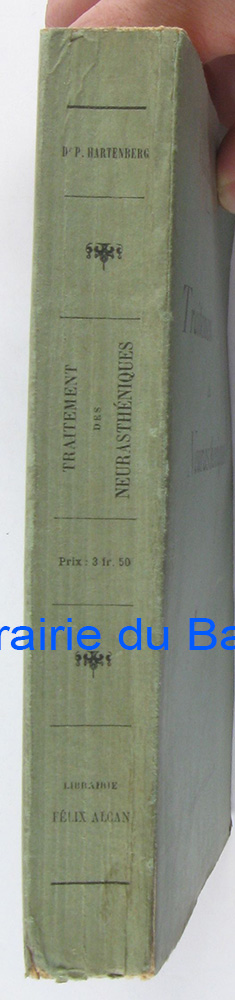 Dr P. HARTENBERG
TRAITEMENT
DES
NEURASTHÉNIQUES
Prix : 3 fr. 50
rairie du Ba
LIBRAIRIE
FÉLIX ALCAN